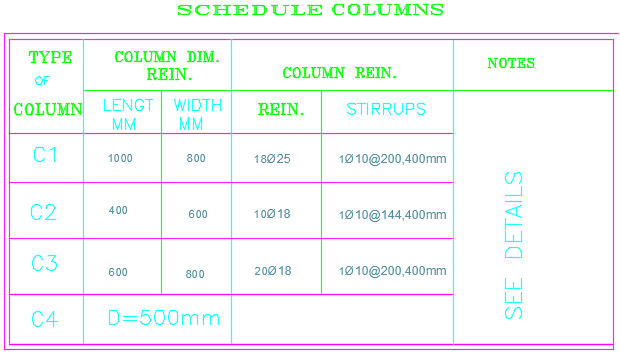 SCHEDULE COLUMNS
TYPE OF COLUMN
COLUMN DIM. REIN.
COLUMN REIN.
NOTES
LENGT MM
WIDTH MM
REIN.
STIRRUPS
C1 1000 800 18Ø25 1Ø10@200,400mm
C2 400 600 10Ø18 1Ø10@144,400mm
C3 600 800 20Ø18 1Ø10@200,400mm
C4 D=500mm
SEE DETAILS